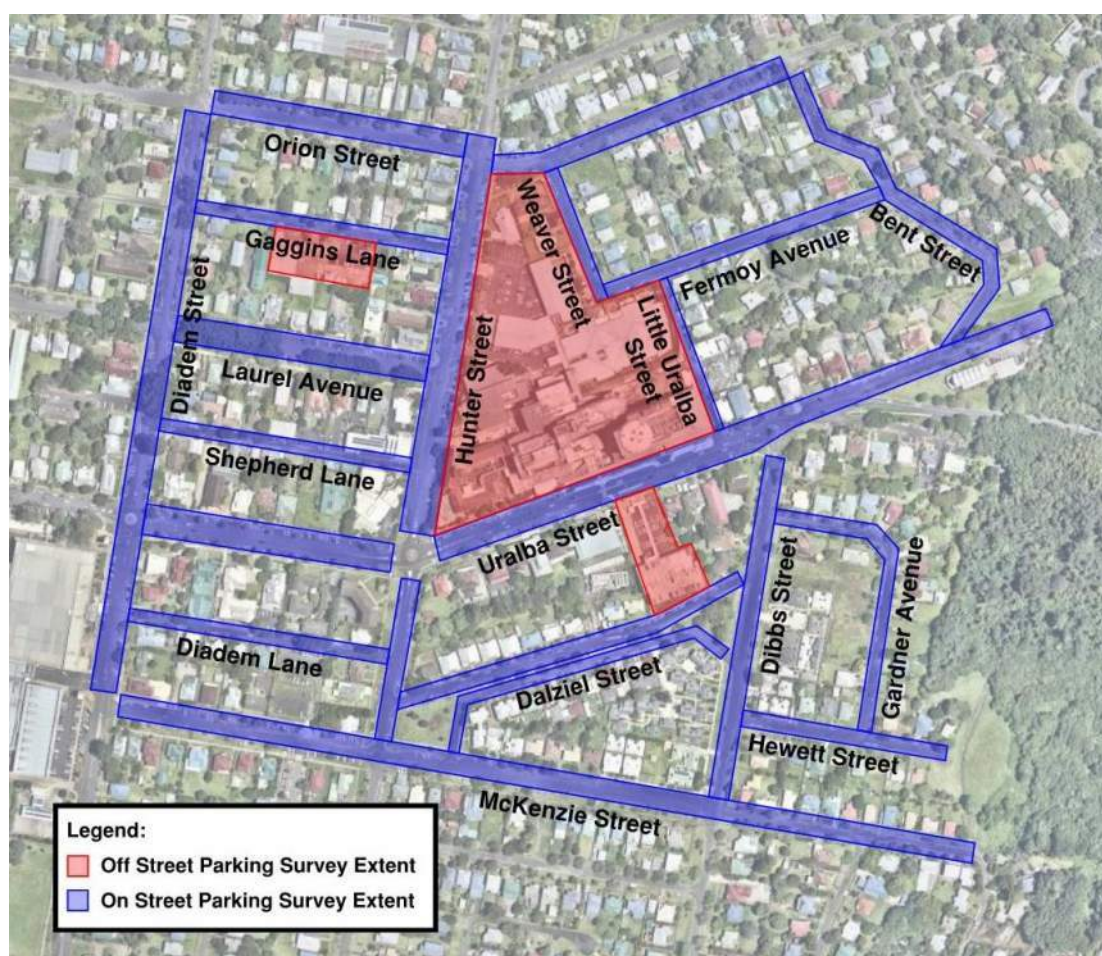 Orion Street
Weaver Street
Gaggins Lane
Bent Street
Fermoy Avenue
Diadem Street
Hunter Street
Little Uralba
Street
Laurel Avenue
Shepherd Lane
Uralba Street
Dibbs Street
Gardner Avenue
Diadem Lane
Dalziel Street
Hewett Street
McKenzie Street
Legend:
Off Street Parking Survey Extent
On Street Parking Survey Extent